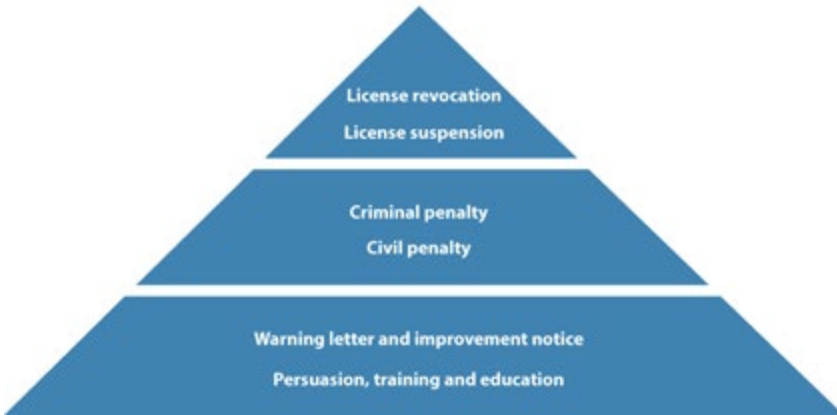 License revocation
License suspension
Criminal penalty
Civil penalty
Warning letter and improvement notice
Persuasion, training and education